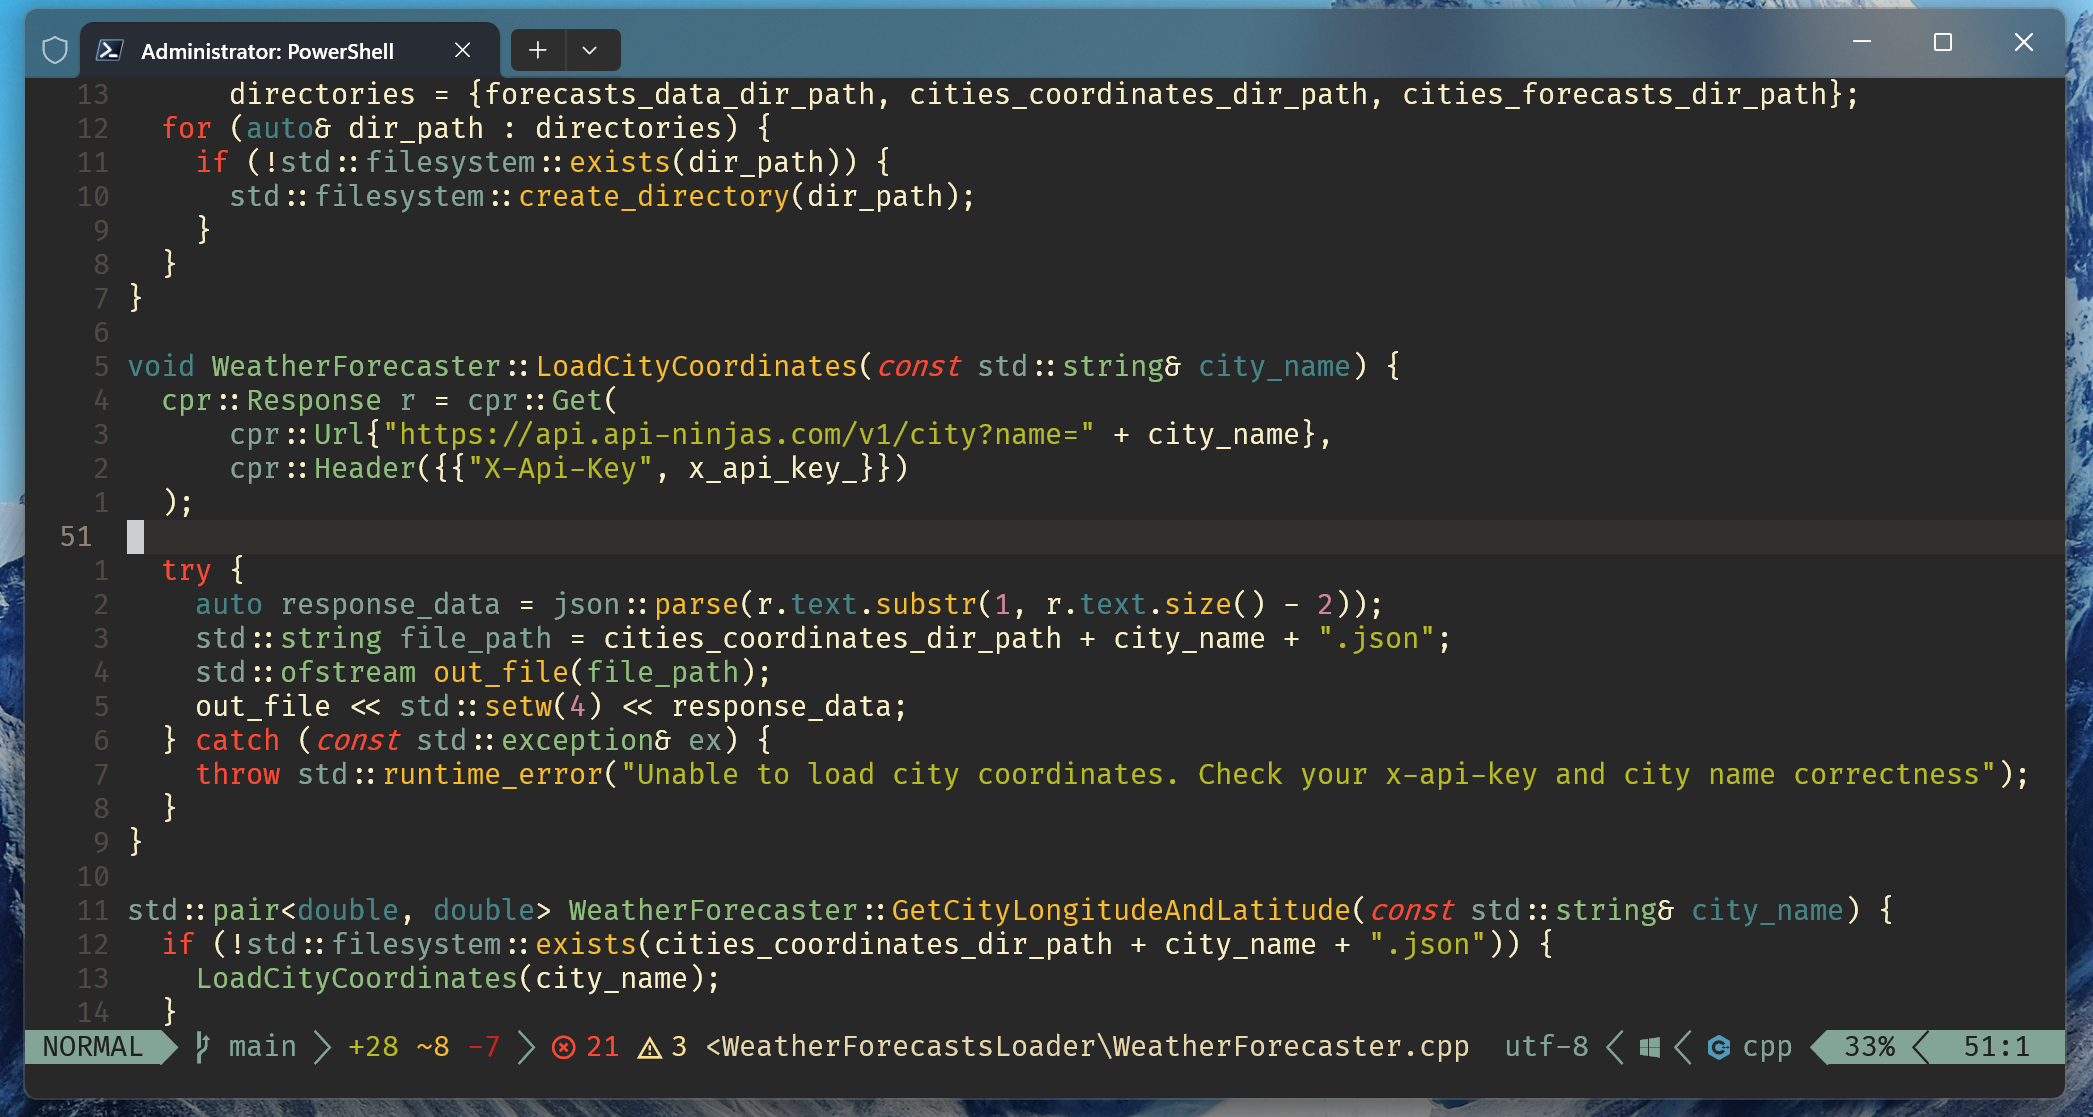 Administrator: PowerShell
13 directories = {forecasts_data_dir_path, cities_coordinates_dir_path, cities_forecasts_dir_path};
12 for (auto& dir_path : directories) {
11 if (!std::filesystem::exists(dir_path)) {
10 std::filesystem::create_directory(dir_path);
9 }
8 }
7 }
6
5 void WeatherForecaster::LoadCityCoordinates(const std::string& city_name) {
4 cpr::Response r = cpr::Get(
3 cpr::Url{"https://api.api-ninjas.com/v1/city?name=" + city_name},
2 cpr::Header({{"X-Api-Key", x_api_key_}})
1 );
51
1 try {
2 auto response_data = json::parse(r.text.substr(1, r.text.size() - 2));
3 std::string file_path = cities_coordinates_dir_path + city_name + ".json";
4 std::ofstream out_file(file_path);
5 out_file << std::setw(4) << response_data;
6 } catch (const std::exception& ex) {
7 throw std::runtime_error("Unable to load city coordinates. Check your x-api-key and city name correctness");
8 }
9 }
10
11 std::pair<double, double> WeatherForecaster::GetCityLongitudeAndLatitude(const std::string& city_name) {
12 if (!std::filesystem::exists(cities_coordinates_dir_path + city_name + ".json")) {
13 LoadCityCoordinates(city_name);
14 }
NORMAL main +28 ~8 -7 21 3 <WeatherForecastsLoader\WeatherForecaster.cpp utf-8 cpp 33% 51:1